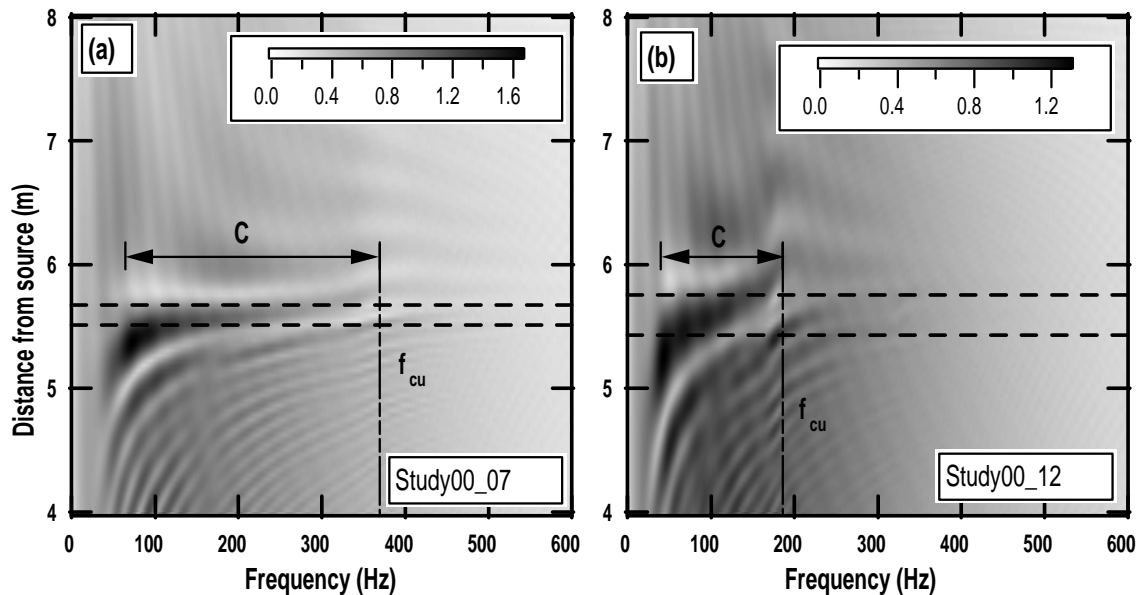 8
(a)
0.0 0.4 0.8 1.2 1.6
7
C
6
5
f cu
4
Study00_07
0 100 200 300 400 500 600
Frequency (Hz)
Distance from source (m)
8
(b)
0.0 0.4 0.8 1.2
7
C
6
5
f cu
4
Study00_12
0 100 200 300 400 500 600
Frequency (Hz)